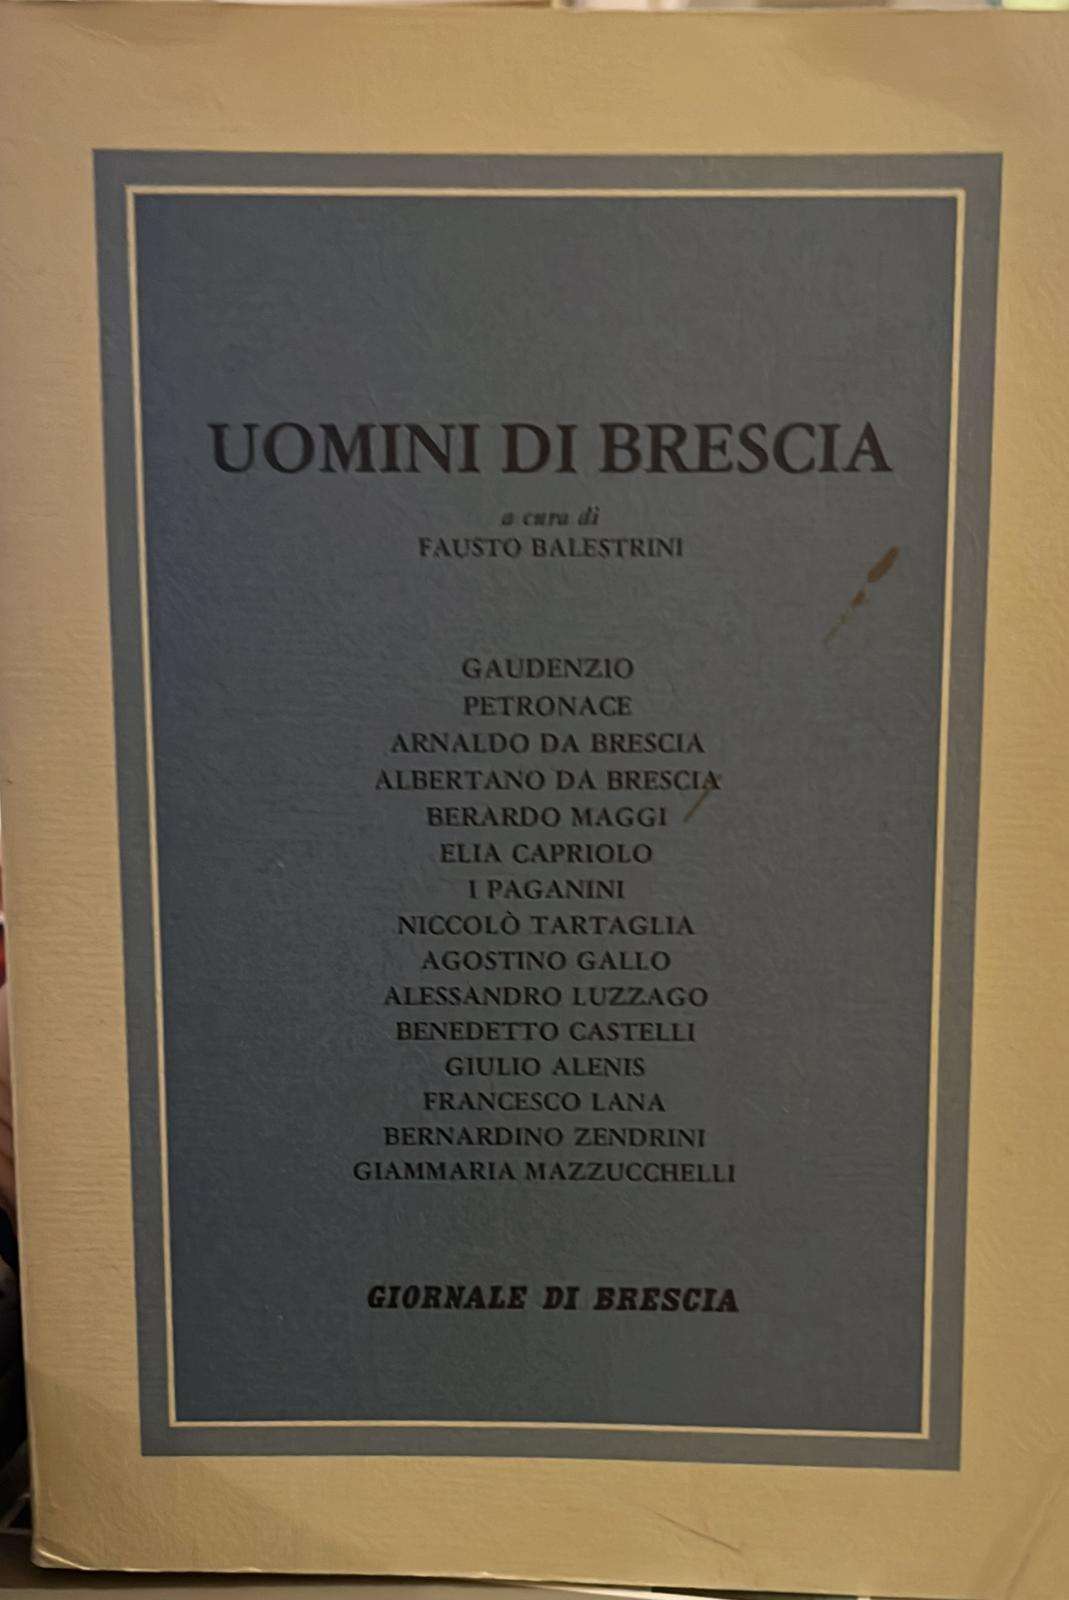 UOMINI DI BRESCIA
a cura di
FAUSTO BALESTRINI
GAUDENZIO
PETRONACE
ARNALDO DA BRESCIA
ALBERTANO DA BRESCIA
BERARDO MAGGI
ELIA CAPRIOLO
I PAGANINI
NICCOLÒ TARTAGLIA
AGOSTINO GALLO
ALESSANDRO LUZZAGO
BENEDETTO CASTELLI
GIULIO ALENIS
FRANCESCO LANA
BERNARDINO ZENDRINI
GIAMMARIA MAZZUCCHELLI
GIORNALE DI BRESCIA